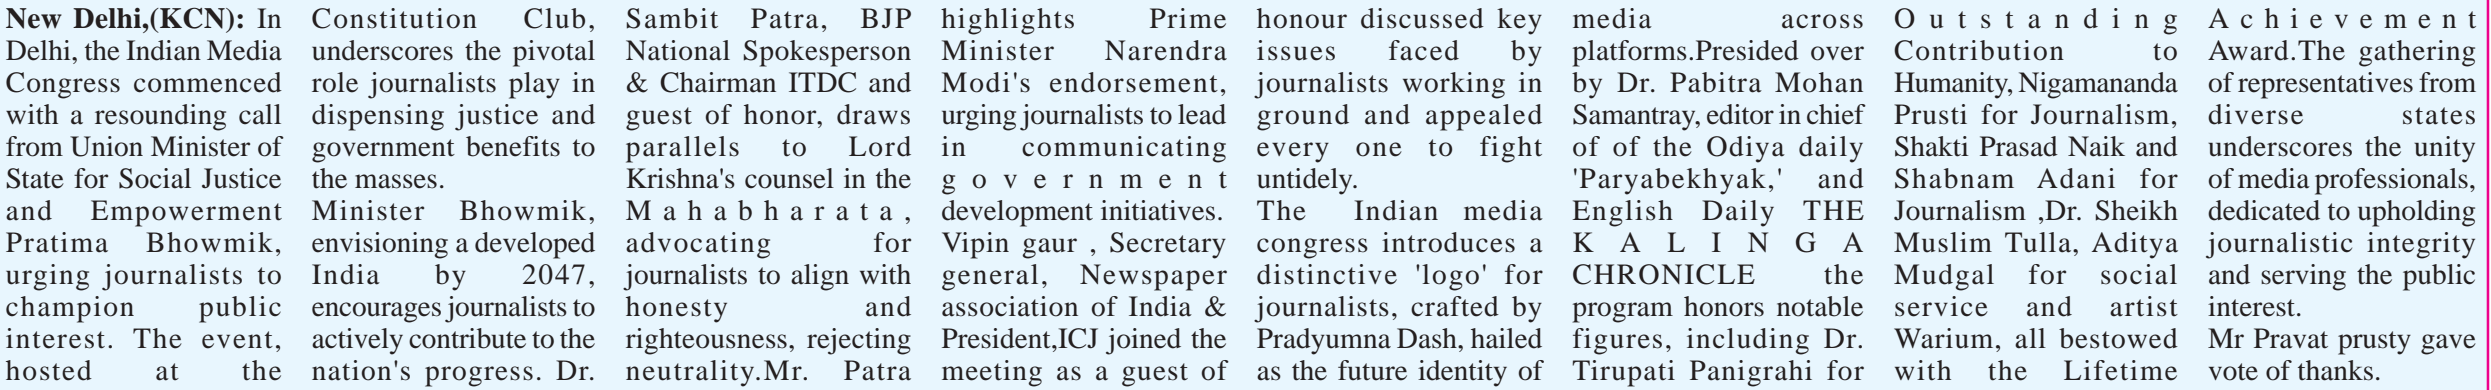 New Delhi,(KCN): In
Delhi, the Indian Media
Congress commenced
with a resounding call
from Union Minister of
State for Social Justice
and Empowerment
Pratima Bhowmik,
urging journalists to
champion public
interest. The event,
hosted at the
Constitution Club,
underscores the pivotal
role journalists play in
dispensing justice and
government benefits to
the masses.
Minister Bhowmik,
envisioning a developed
India by 2047,
encourages journalists to
actively contribute to the
nation's progress. Dr.
Sambit Patra, BJP
National Spokesperson
& Chairman ITDC and
guest of honor, draws
parallels to Lord
Krishna's counsel in the
Mahabharata,
advocating for
journalists to align with
honesty and
righteousness, rejecting
neutrality.Mr. Patra
highlights Prime
Minister Narendra
Modi's endorsement,
urging journalists to lead
in communicating
government
development initiatives.
Vipin gaur , Secretary
general, Newspaper
association of India &
President,ICJ joined the
meeting as a guest of
honour discussed key
issues faced by
journalists working in
ground and appealed
every one to fight
untidely.
The Indian media
congress introduces a
distinctive 'logo' for
journalists, crafted by
Pradyumna Dash, hailed
as the future identity of
media across
platforms.Presided over
by Dr. Pabitra Mohan
Samantray, editor in chief
of of the Odiya daily
'Paryabekhyak,' and
English Daily THE
KALINGA
CHRONICLE the
program honors notable
figures, including Dr.
Tirupati Panigrahi for
Outstanding
Contribution to
Humanity, Nigamananda
Prusti for Journalism,
Shakti Prasad Naik and
Shabnam Adani for
Journalism ,Dr. Sheikh
Muslim Tulla, Aditya
Mudgal for social
service and artist
Warium, all bestowed
with the Lifetime
Achievement
Award.The gathering
of representatives from
diverse states
underscores the unity
of media professionals,
dedicated to upholding
journalistic integrity
and serving the public
interest.
Mr Pravat prusty gave
vote of thanks.